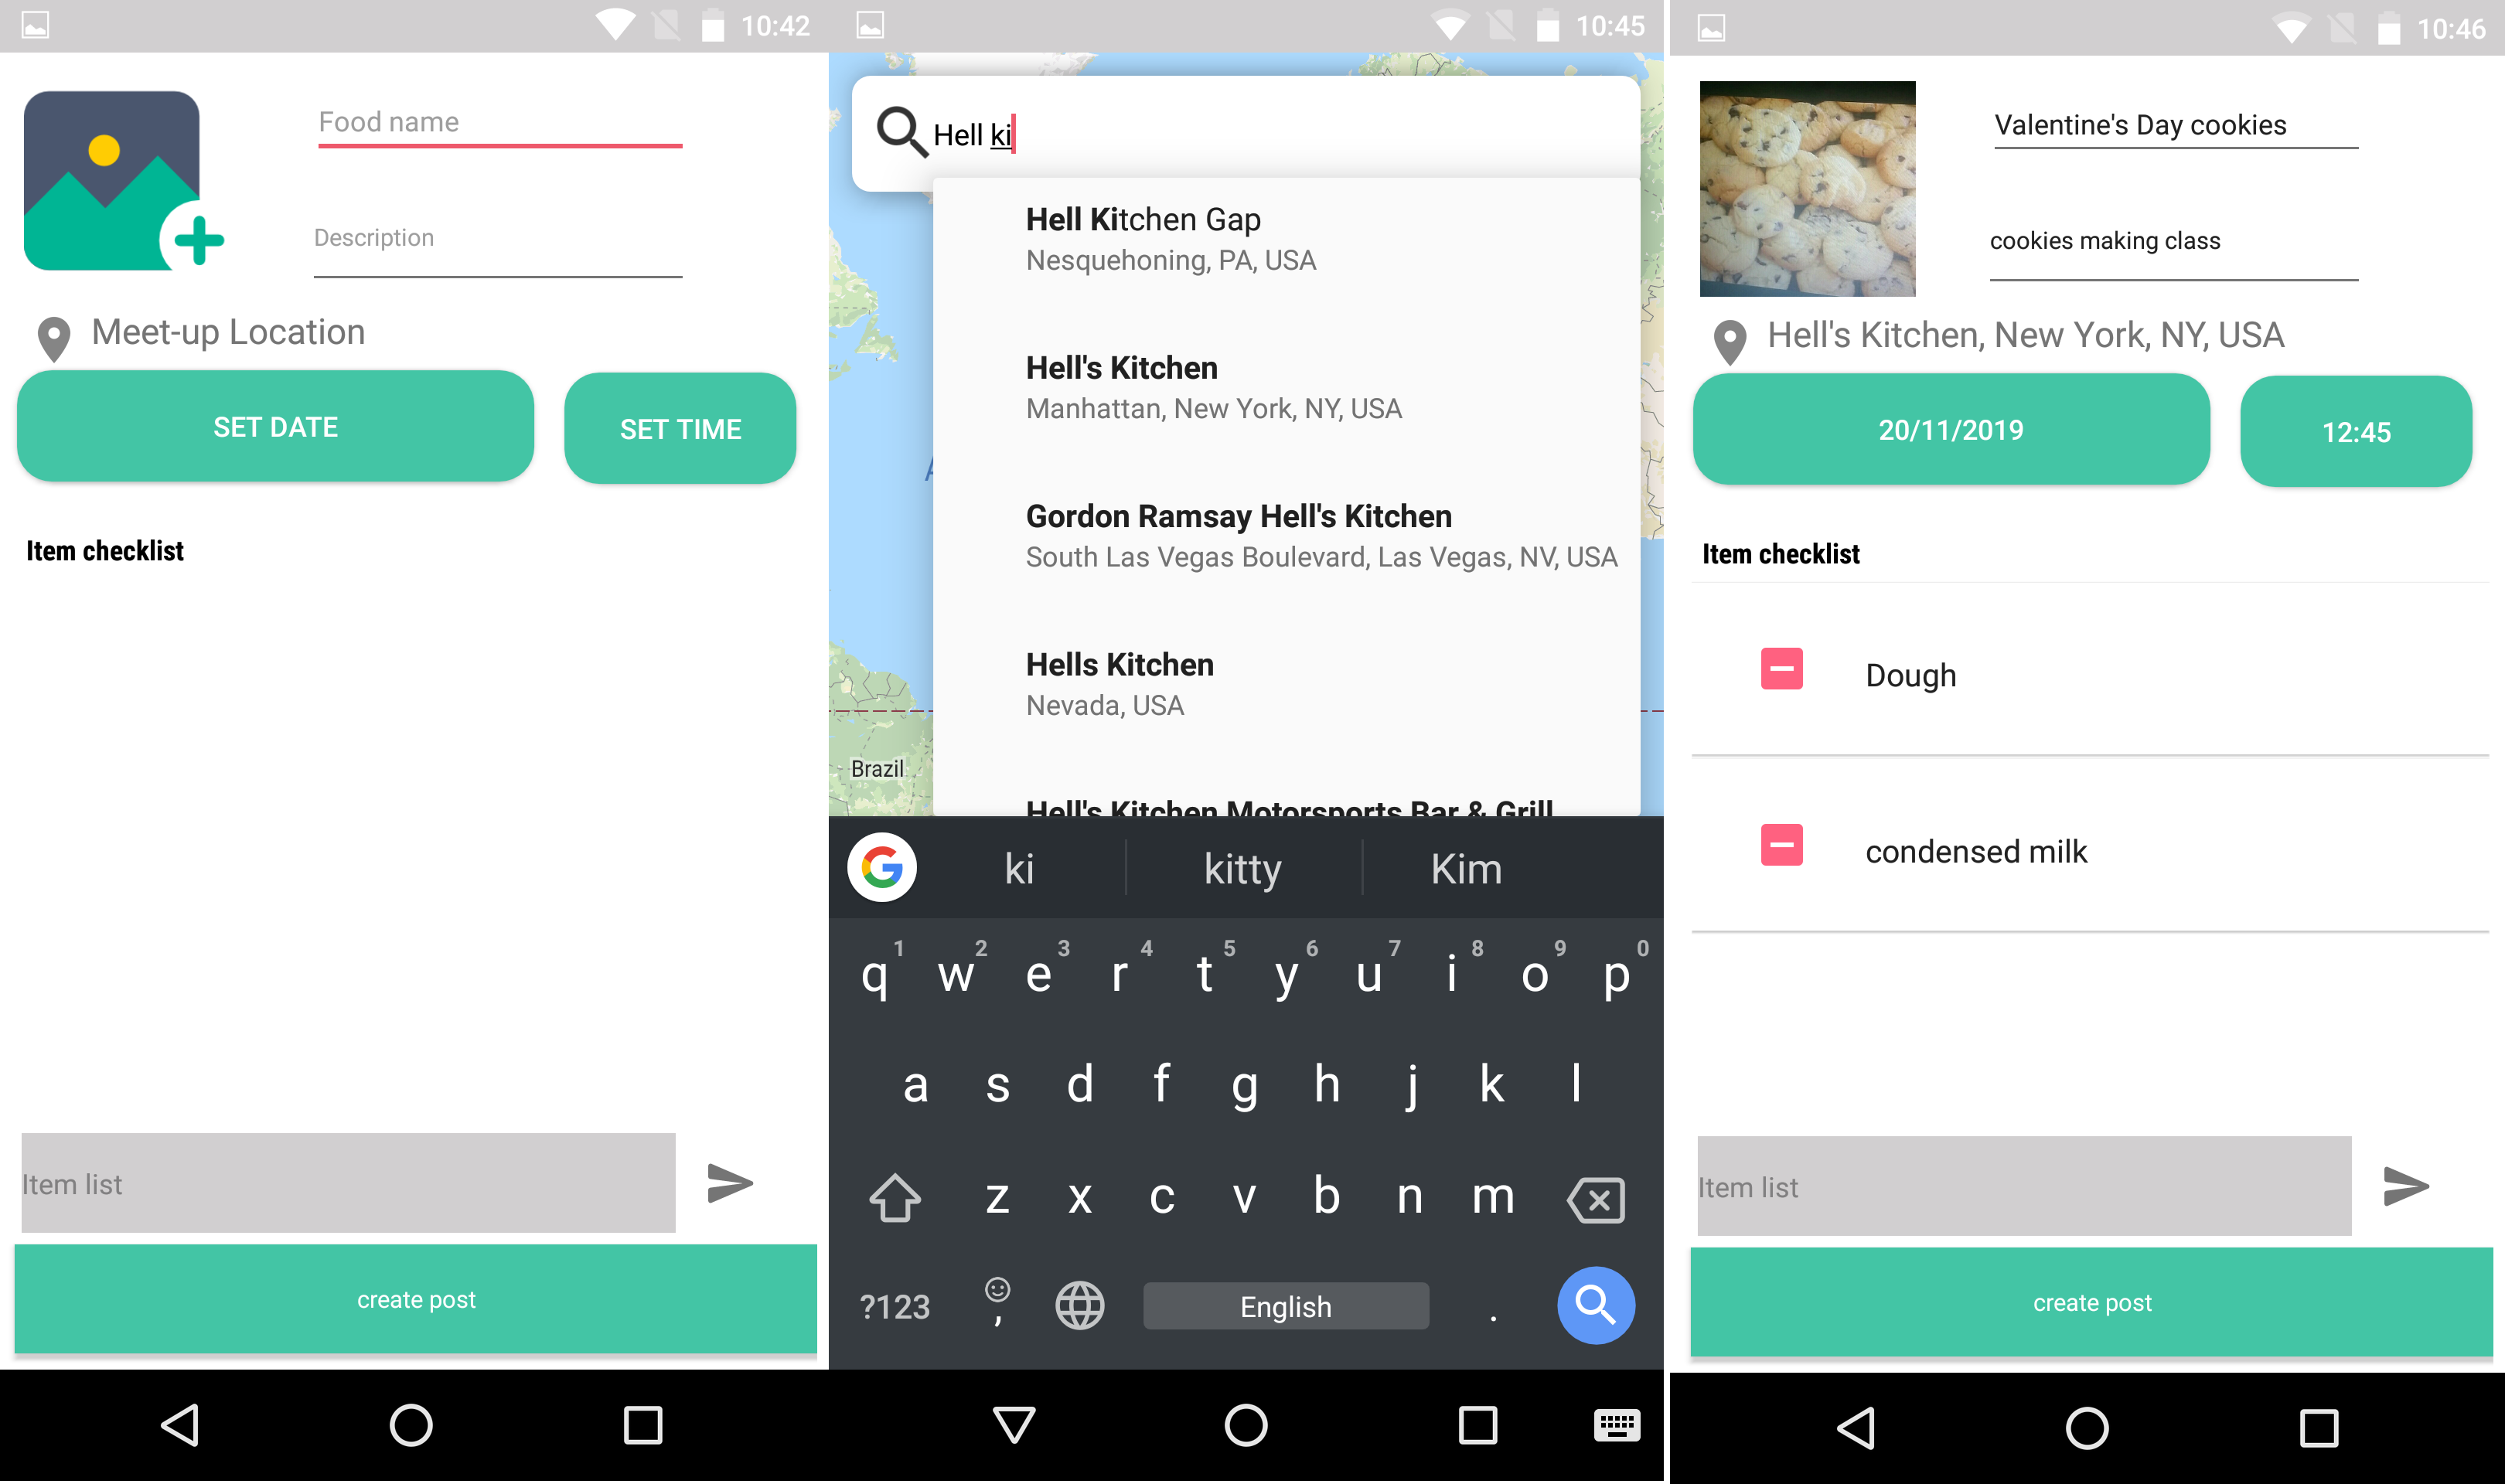 10:42
Food name
Description
Meet-up Location
SET DATE
SET TIME
Item checklist
Item list
create post
10:45
Hell ki
Hell Kitchen Gap
Nesquehoning, PA, USA
Hell's Kitchen
Manhattan, New York, NY, USA
Gordon Ramsay Hell's Kitchen
South Las Vegas Boulevard, Las Vegas, NV, USA
Hells Kitchen
Nevada, USA
Hell's Kitchen Motorsports Bar & Grill
A
Brazil
ki kitty Kim
1 2 3 4 5 6 7 8 9 0
q w e r t y u i o p
a s d f g h j k l
z x c v b n m
?123 , English .
10:46
Valentine's Day cookies
cookies making class
Hell's Kitchen, New York, NY, USA
20/11/2019
12:45
Item checklist
Dough
condensed milk
Item list
create post